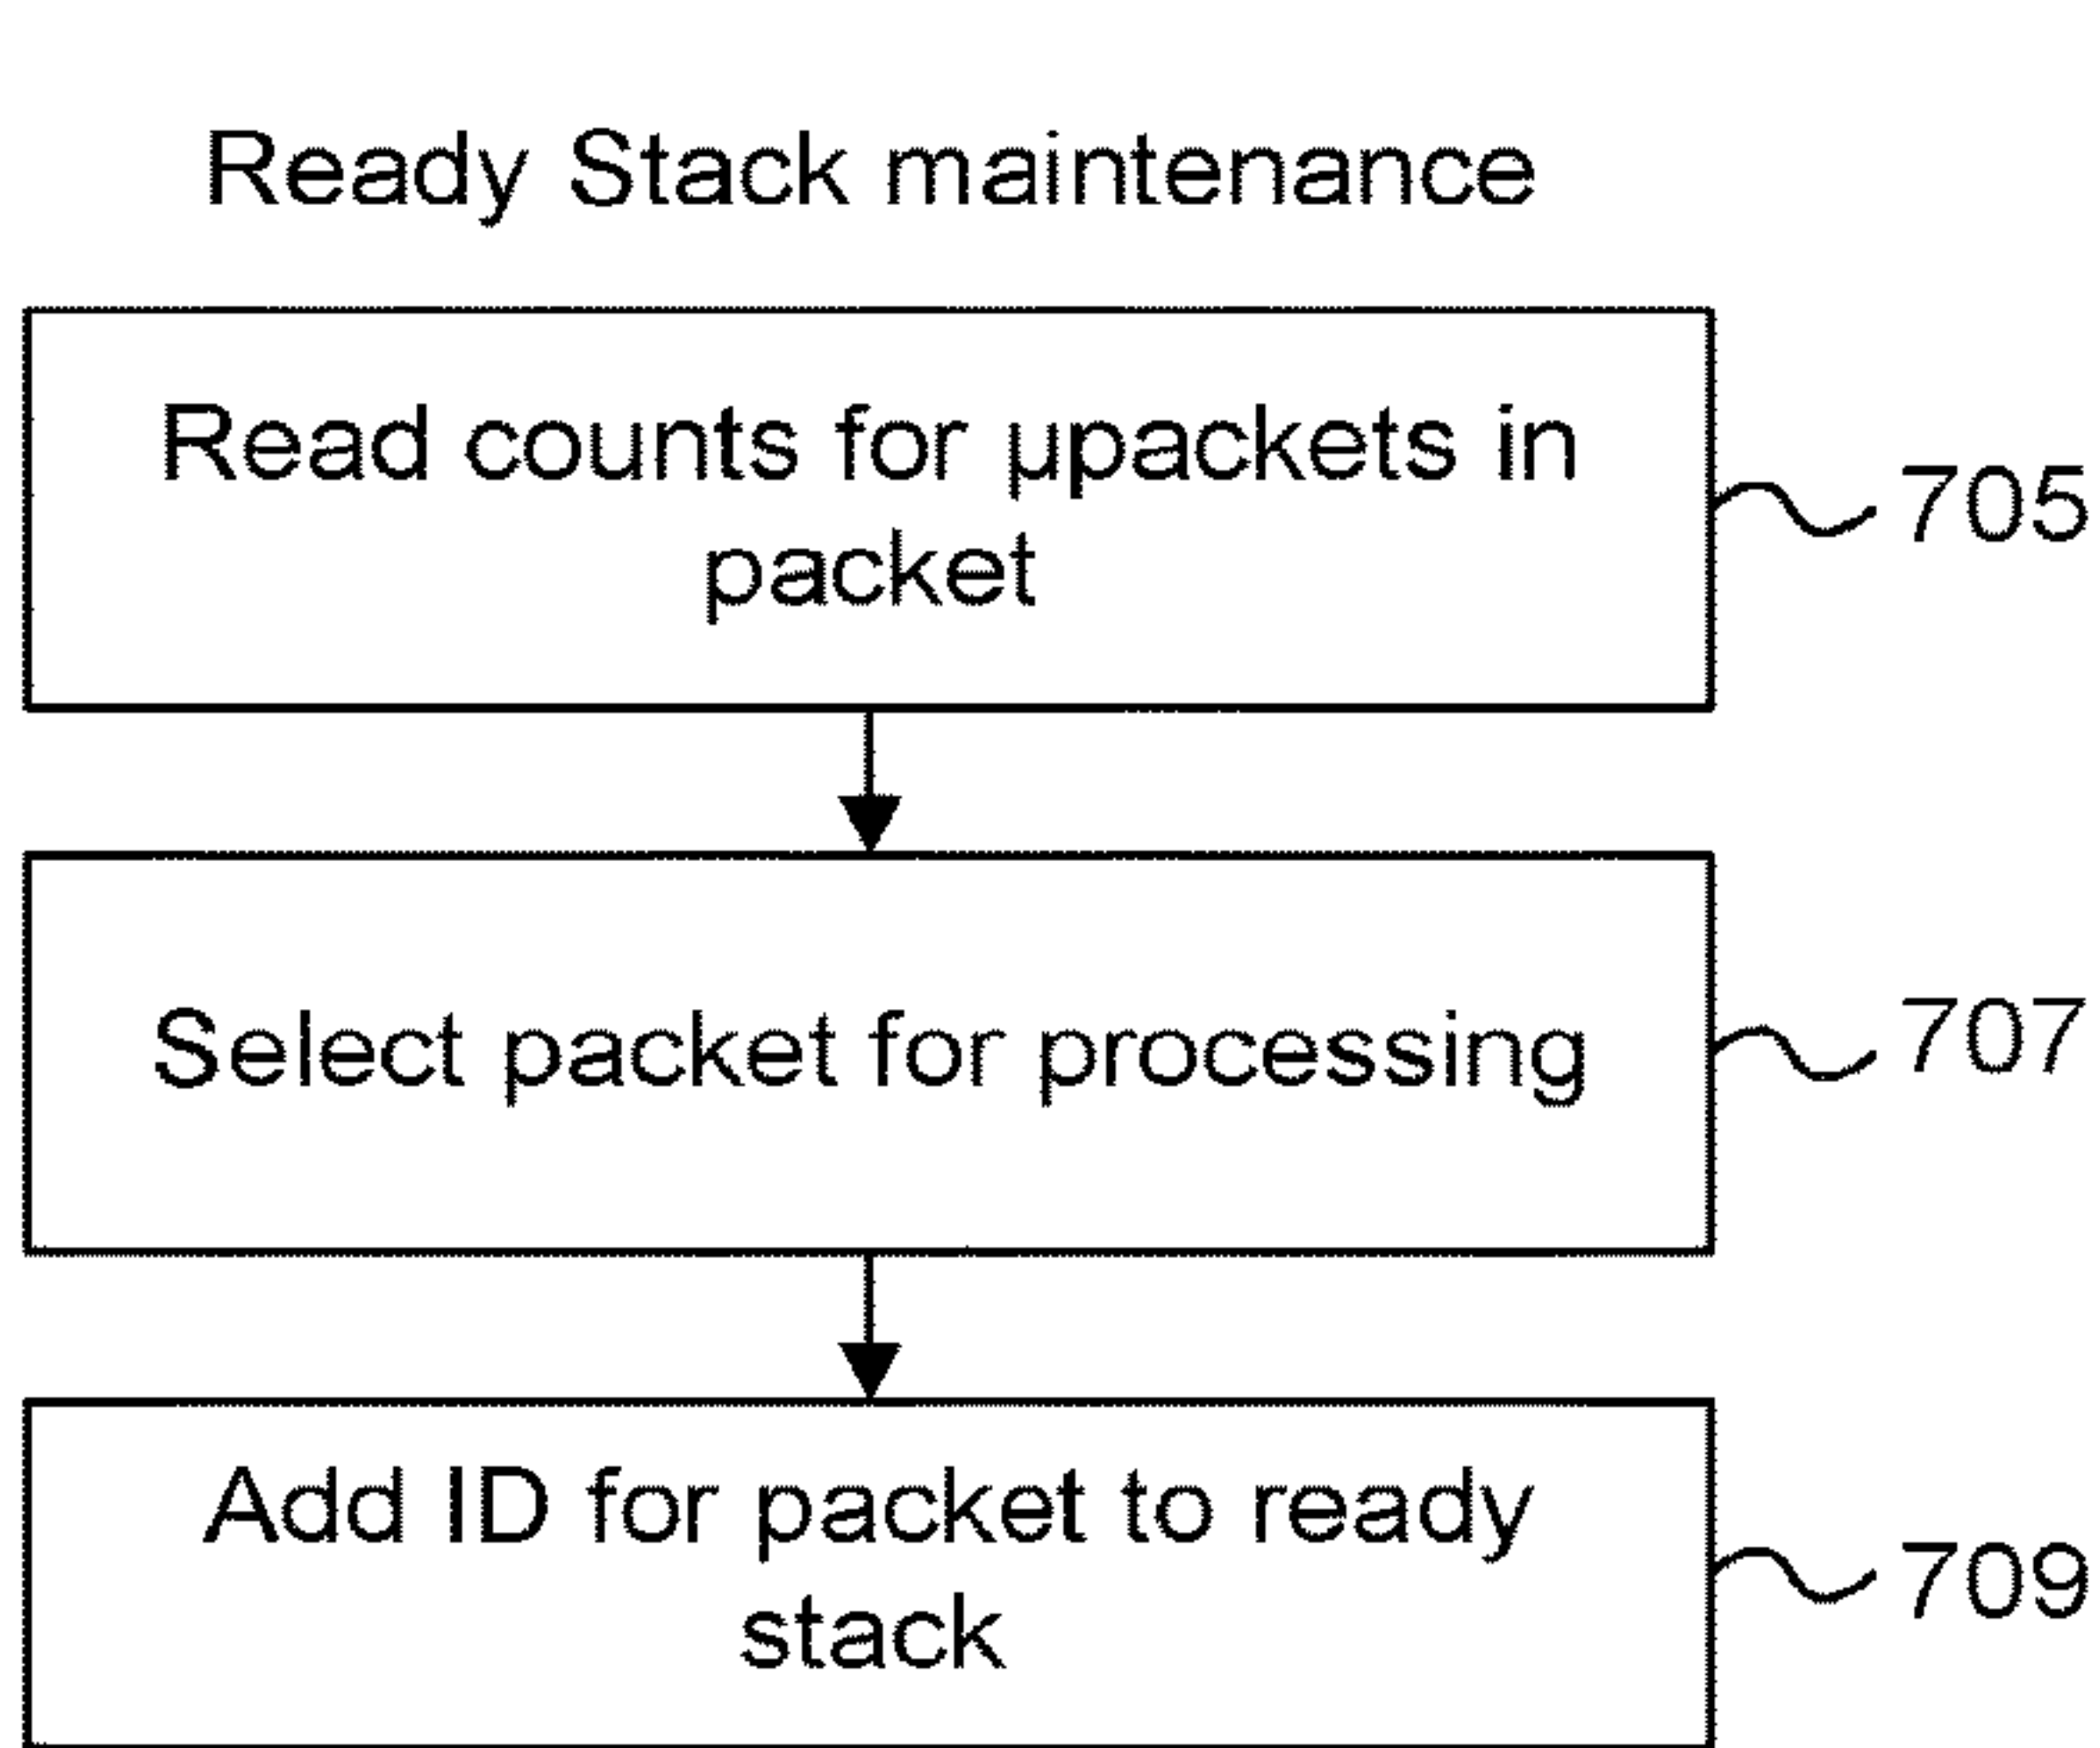 Ready Stack maintenance
Read counts for µpackets in
packet
705
Select packet for processing
707
Add ID for packet to ready
stack
709